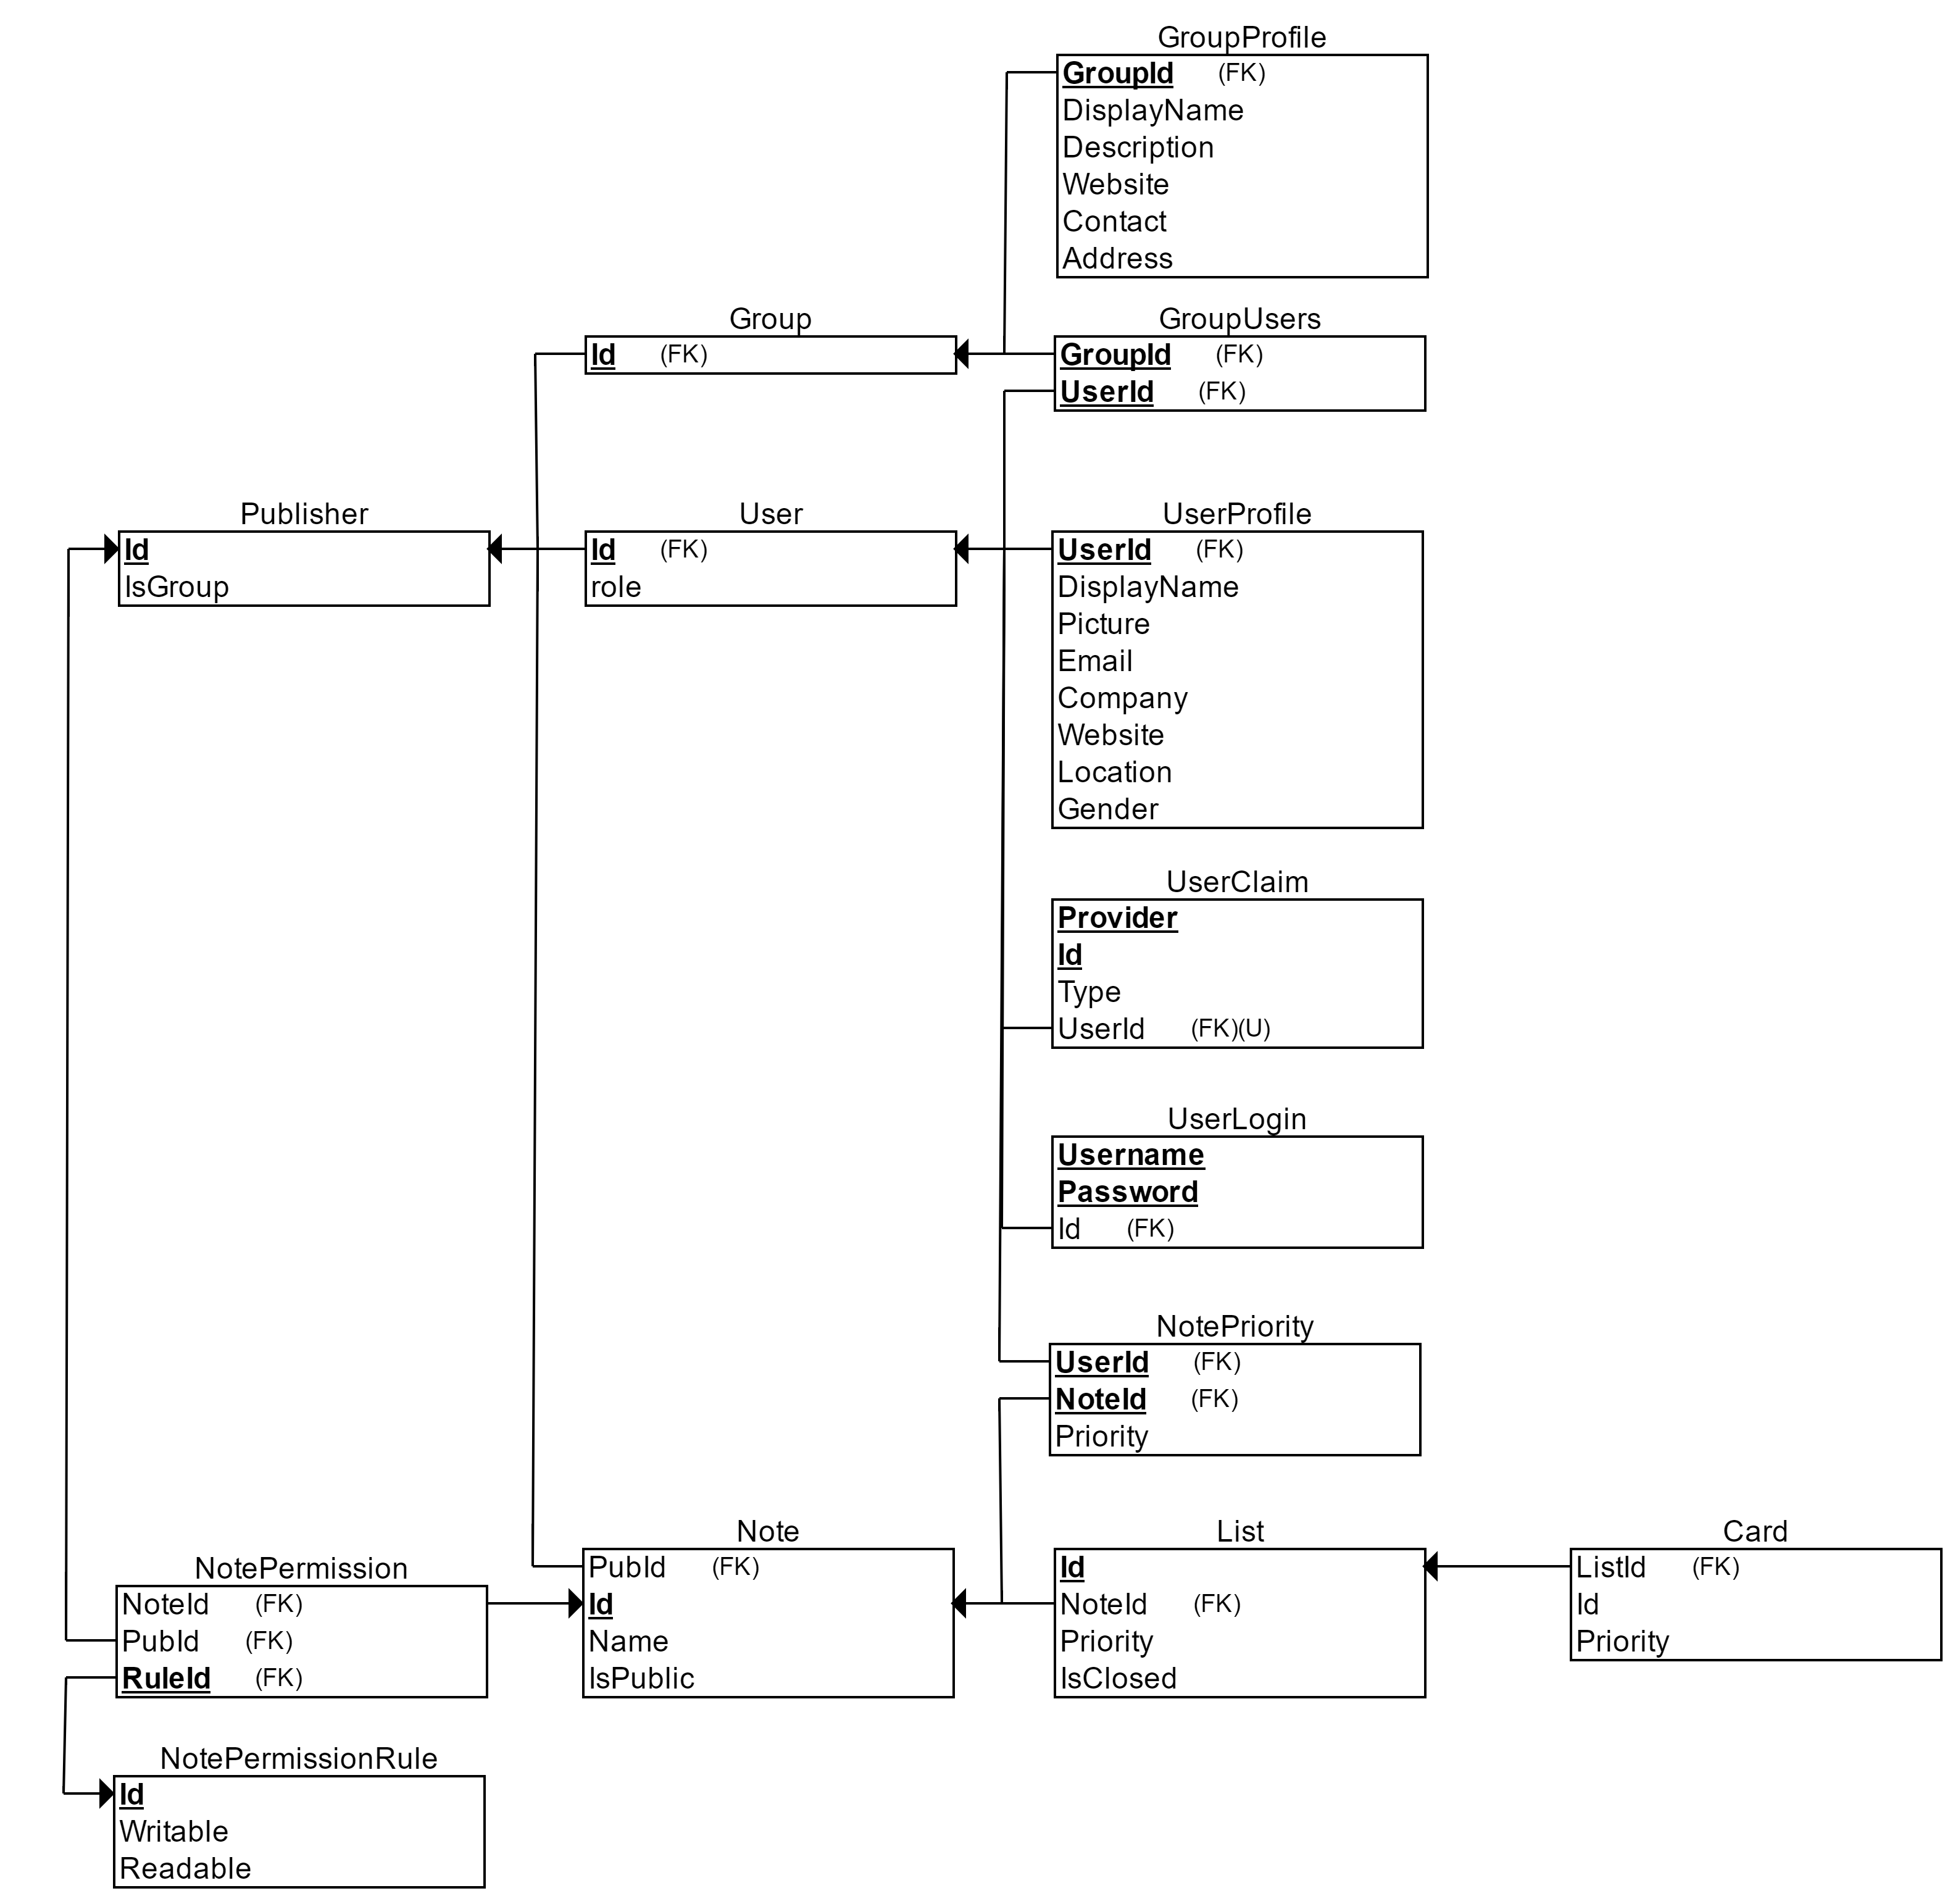 GroupProfile
GroupId (FK)
DisplayName
Description
Website
Contact
Address
Group
Id (FK)
GroupUsers
GroupId (FK)
UserId (FK)
Publisher
Id
IsGroup
User
Id (FK)
role
UserProfile
UserId (FK)
DisplayName
Picture
Email
Company
Website
Location
Gender
UserClaim
Provider
Id
Type
UserId (FK)(U)
UserLogin
Username
Password
Id (FK)
NotePriority
UserId (FK)
NoteId (FK)
Priority
NotePermission
NoteId (FK)
PubId (FK)
RuleId (FK)
Note
PubId (FK)
Id
Name
IsPublic
List
Id
NoteId (FK)
Priority
IsClosed
Card
ListId (FK)
Id
Priority
NotePermissionRule
Id
Writable
Readable